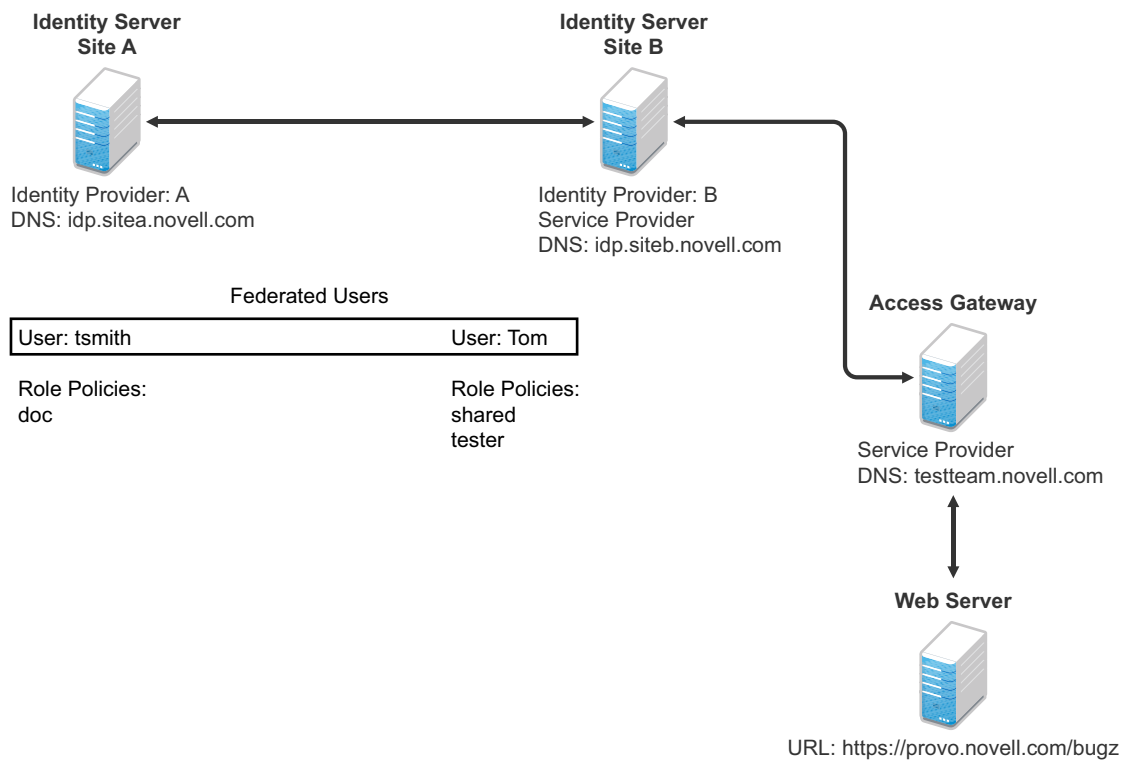 Identity Server
Site A
Identity Server
Site B
Identity Provider: A
DNS: idp.sitea.novell.com
Identity Provider: B
Service Provider
DNS: idp.siteb.novell.com
Federated Users
User: tsmith
User: Tom
Role Policies:
doc
Role Policies:
shared
tester
Access Gateway
Service Provider
DNS: testteam.novell.com
Web Server
URL: https://provo.novell.com/bugz